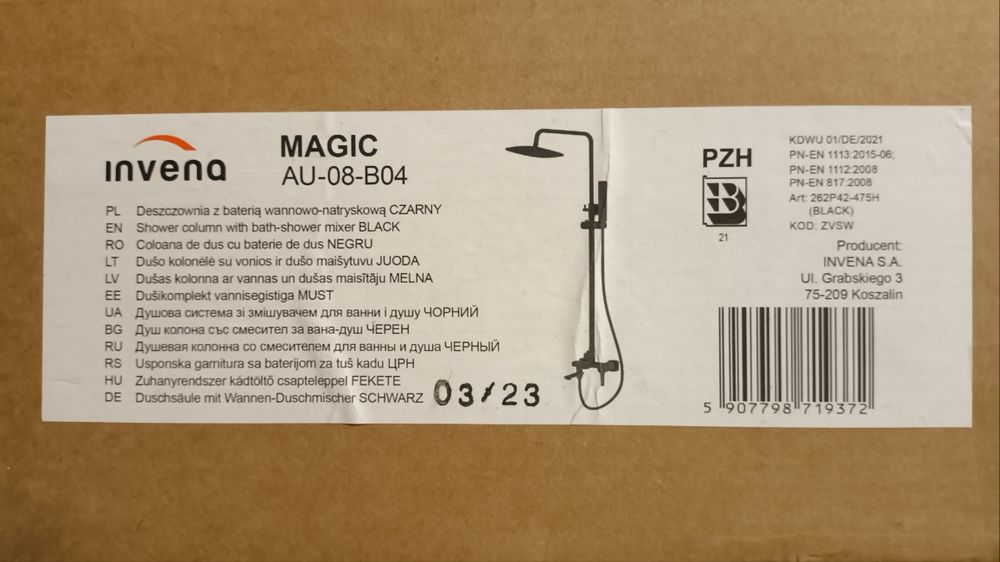 invena
MAGIC
AU-08-B04
PL Deszczownia z baterią wannowo-natryskową CZARNY
EN Shower column with bath-shower mixer BLACK
RO Coloana de dus cu baterie de dus NEGRU
LT Dušo kolonėlė su vonios ir dušo maišytuvu JUODA
LV Dušas kolonna ar vannas un dušas maisītāju MELNA
EE Dušikomplekt vannisegistiga MUST
UA Душова система зі змішувачем для ванни і душу ЧОРНИЙ
BG Душ колона със смесител за вана-душ ЧЕРЕН
RU Душевая колонна со смесителем для ванны и душа ЧЕРНЫЙ
RS Usponska garnitura sa baterijom za tuš kadu ЦРН
HU Zuhanyrendszer kádtöltő csapteleppel FEKETE
DE Duschsäule mit Wannen-Duschmischer SCHWARZ
03/23
PZH
B
21
KDWU 01/DE/2021
PN-EN 1113:2015-06;
PN-EN 1112:2008
PN-EN 817:2008
Art: 262P42-475H
(BLACK)
KOD: ZVSW
Producent:
INVENA S.A.
Ul. Grabskiego 3
75-209 Koszalin
5 907798 719372